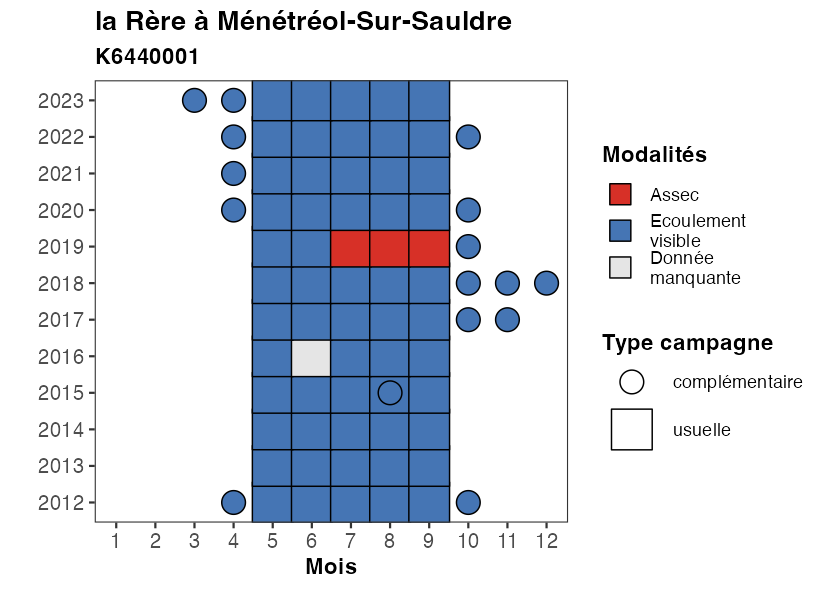 la Rère à Ménétréol-Sur-Sauldre
K6440001
2023
2022
2021
2020
2019
2018
2017
2016
2015
2014
2013
2012
1 2 3 4 5 6 7 8 9 10 11 12
Mois
Modalités
Assec
Ecoulement
visible
Donnée
manquante
Type campagne
complémentaire
usuelle